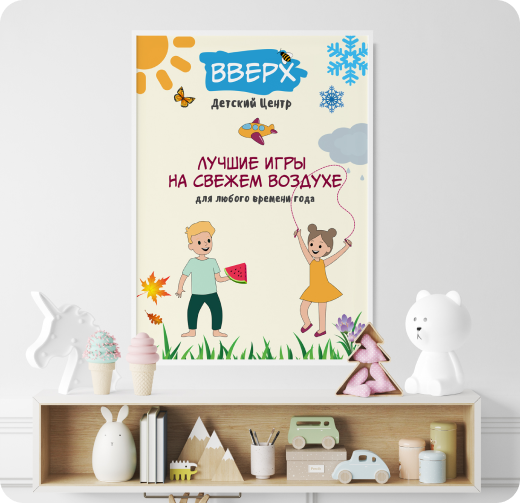 ВВЕРХ
Детский Центр
ЛУЧШИЕ ИГРЫ
НА СВЕЖЕМ ВОЗДУХЕ
для любого времени года